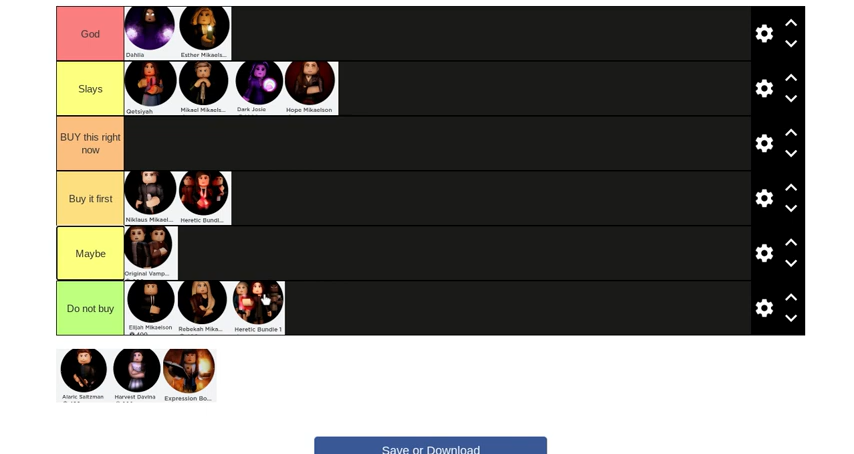 God
Dahlia
Esther Mikaels...
Slays
Qetsiyah
Mikael Mikaels...
Dark Josie
Hope Mikaelson
BUY this right
now
Buy it first
Niklaus Mikael...
Heretic Bundl...
Maybe
Original Vamp...
Do not buy
Elijah Mikaelson
Rebekah Mika...
Heretic Bundle 1
Alaric Saltzman
Harvest Davina
Expression Bo...
Save or Download